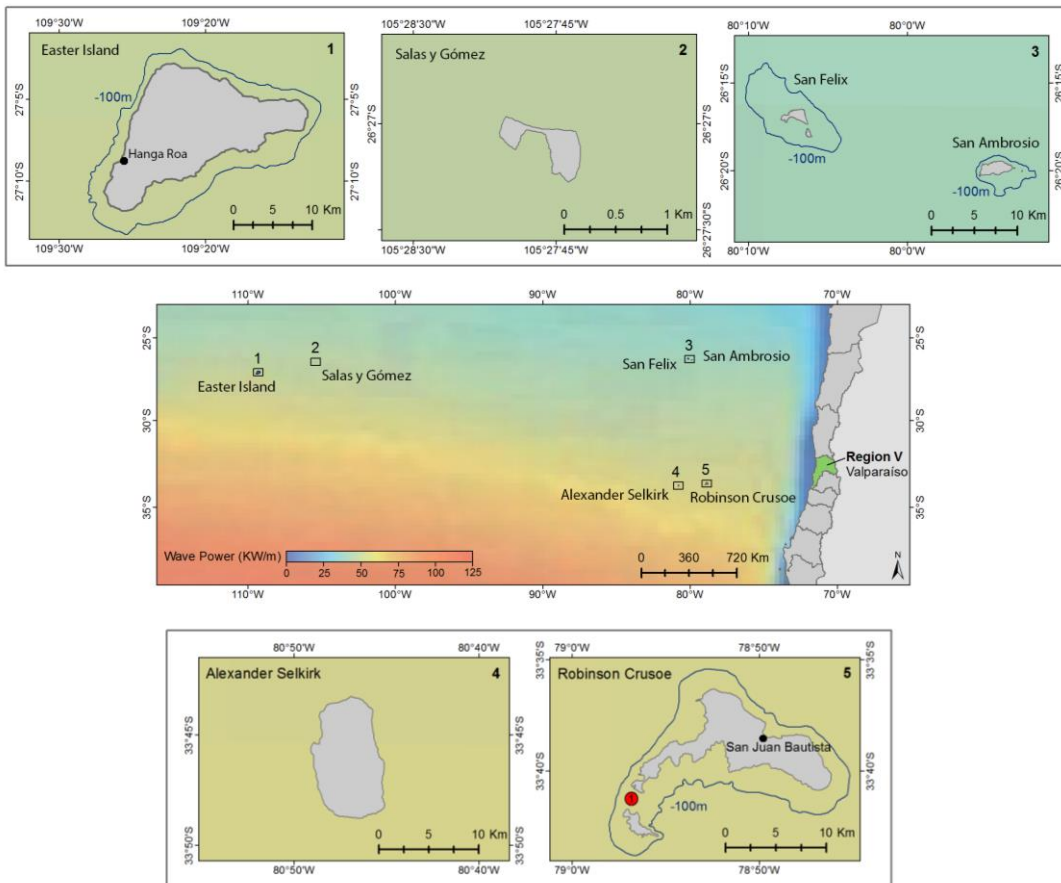 109°30'W 109°20'W
Easter Island 1
-100m
27°5'S
27°5'S
Hanga Roa
27°10'S
27°10'S
0 5 10 Km
109°30'W 109°20'W
105°28'30"W 105°27'45"W
Salas y Gómez 2
26°27'S
26°27'S
0 0.5 1 Km
26°27'30"S
26°27'30"S
105°28'30"W 105°27'45"W
80°10'W 80°0'W
3
San Felix
26°15'S
26°15'S
-100m
San Ambrosio
26°20'S
26°20'S
-100m
0 5 10 Km
80°10'W 80°0'W
110°W 100°W 90°W 80°W 70°W
25°S
25°S
1
Easter Island
2
Salas y Gómez
3
San Felix
San Ambrosio
30°S
30°S
Region V
Valparaíso
4
Alexander Selkirk
5
Robinson Crusoe
35°S
35°S
Wave Power (KW/m)
0 25 50 75 100 125
0 360 720 Km
N
110°W 100°W 90°W 80°W 70°W
80°50'W 80°40'W
Alexander Selkirk 4
33°45'S
33°45'S
0 5 10 Km
33°50'S
33°50'S
80°50'W 80°40'W
79°0'W 78°50'W
33°35'S
33°35'S
Robinson Crusoe 5
San Juan Bautista
33°40'S
33°40'S
1
-100m
0 5 10 Km
79°0'W 78°50'W